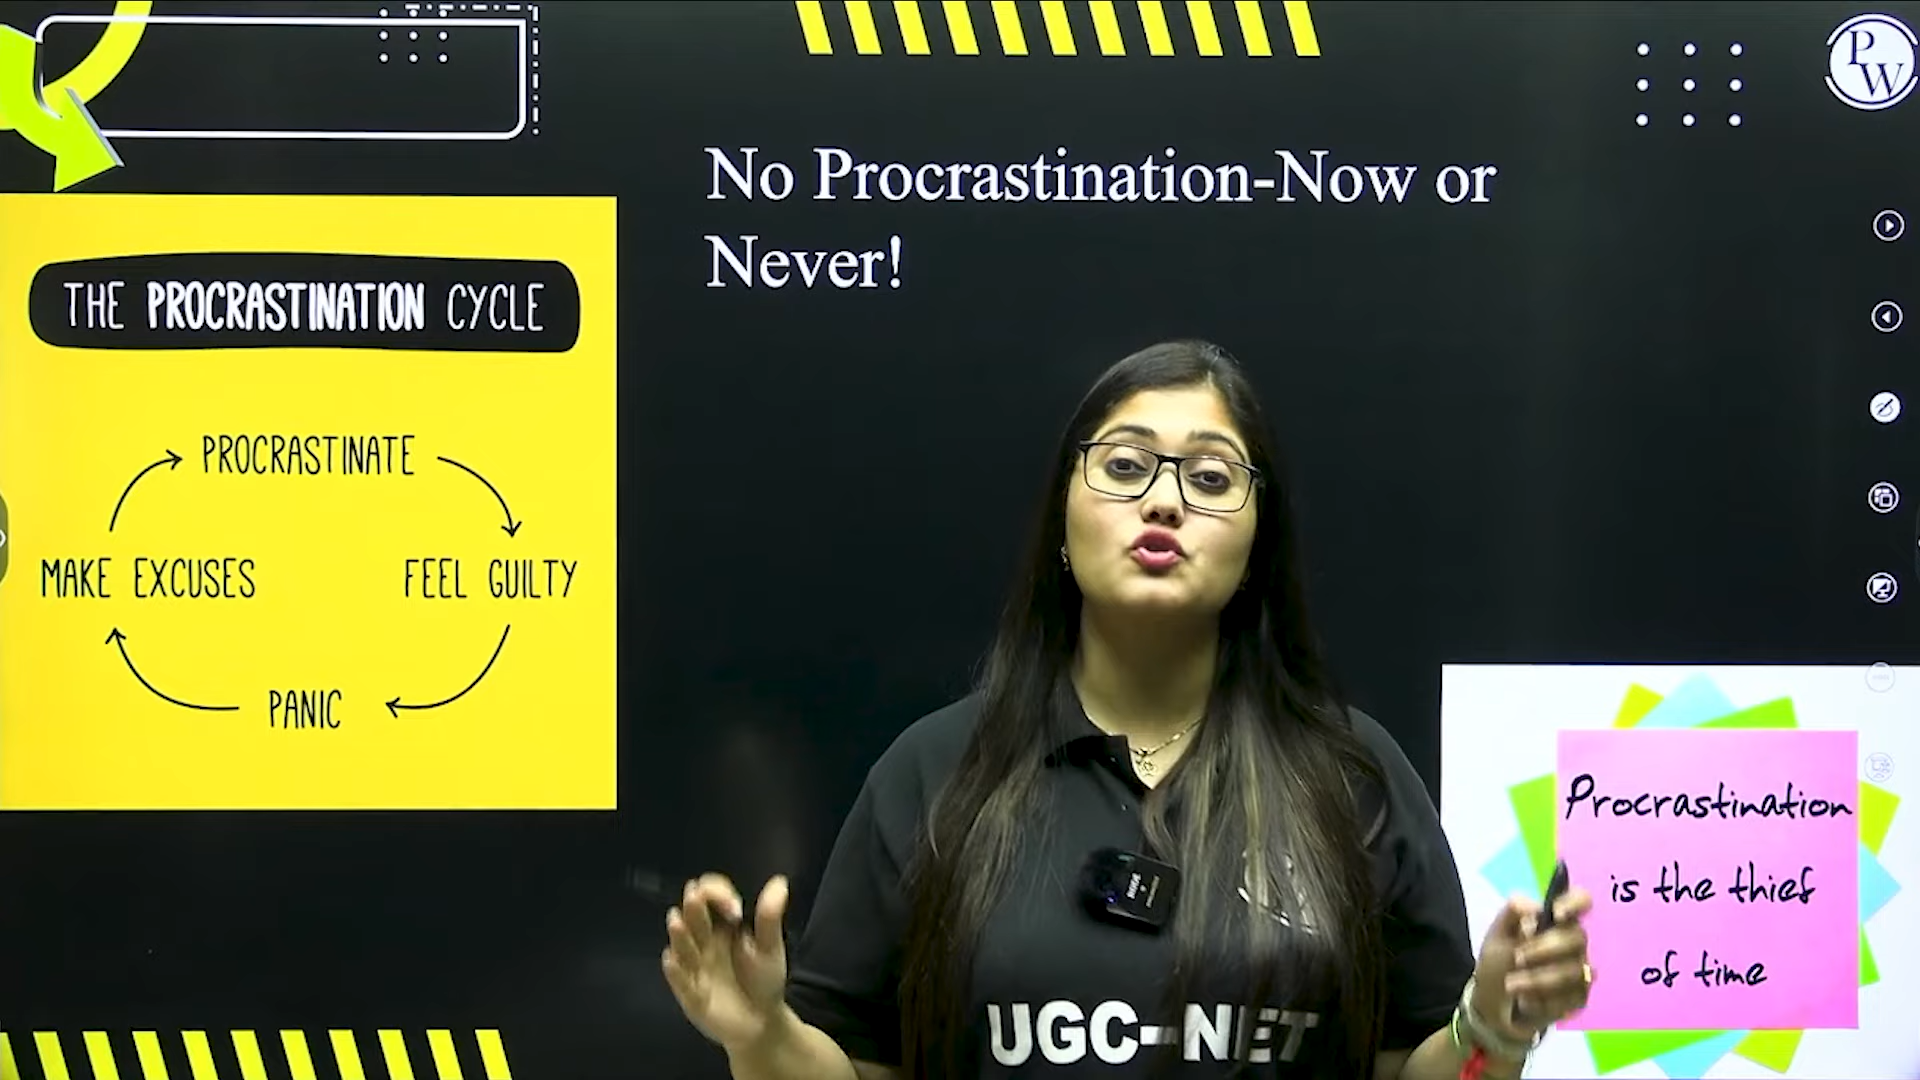 PW
No Procrastination-Now or
Never!
THE PROCRASTINATION CYCLE
PROCRASTINATE
MAKE EXCUSES
FEEL GUILTY
PANIC
Procrastination
is the thief
of time
UGC-NET